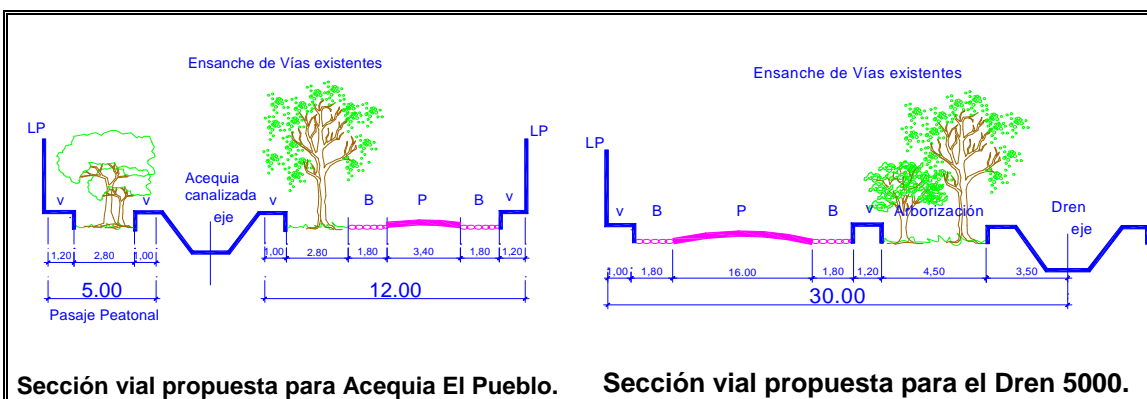 Ensanche de Vías existentes
LP
LP
Acequia
canalizada
eje
v
v
v
B
P
B
v
1,20
2,80
1,00
1,00
2.80
1,80
3,40
1,80
1,20
5.00
12.00
Pasaje Peatonal
Sección vial propuesta para Acequia El Pueblo.
Ensanche de Vías existentes
LP
v
B
P
B
v
Arborización
Dren
eje
1,00
1,80
16.00
1,80
1,20
4,50
3,50
30.00
Sección vial propuesta para el Dren 5000.